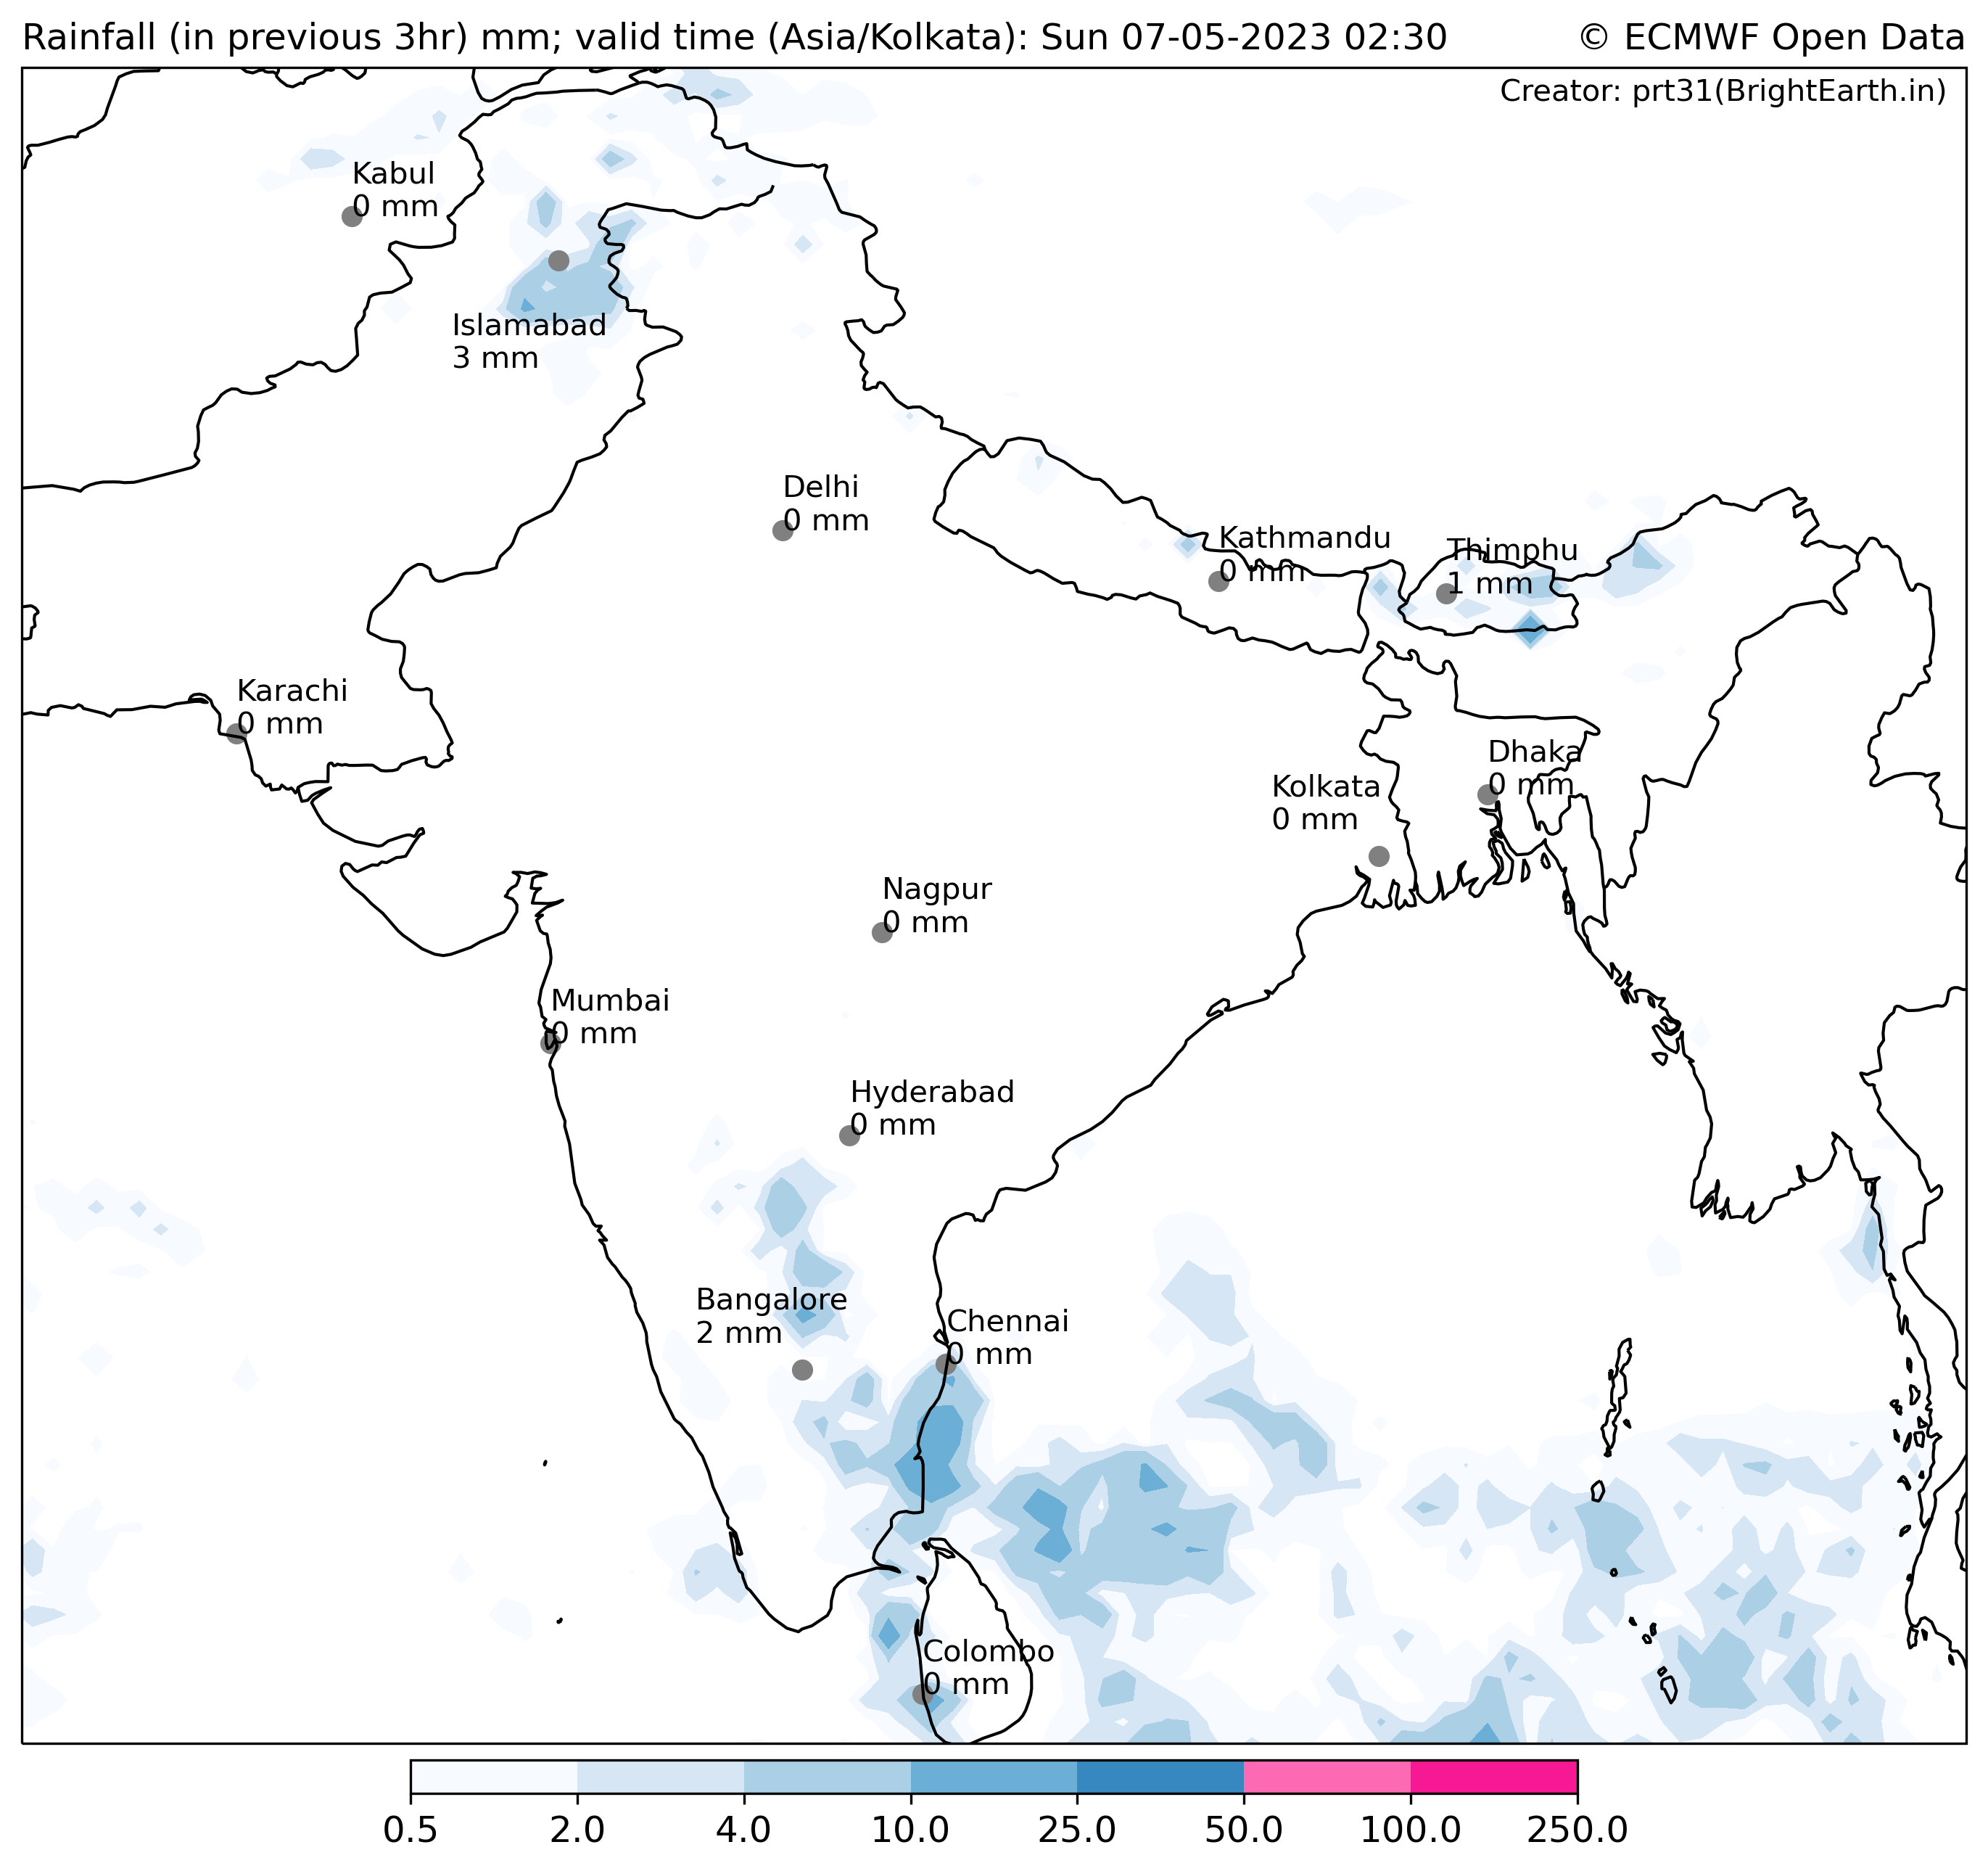 Rainfall (in previous 3hr) mm; valid time (Asia/Kolkata): Sun 07-05-2023 02:30
© ECMWF Open Data
Creator: prt31(BrightEarth.in)
Kabul
0 mm
Islamabad
3 mm
Delhi
0 mm
Kathmandu
0 mm
Thimphu
1 mm
Karachi
0 mm
Dhaka
0 mm
Kolkata
0 mm
Nagpur
0 mm
Mumbai
0 mm
Hyderabad
0 mm
Bangalore
2 mm
Chennai
0 mm
Colombo
0 mm
0.5 2.0 4.0 10.0 25.0 50.0 100.0 250.0